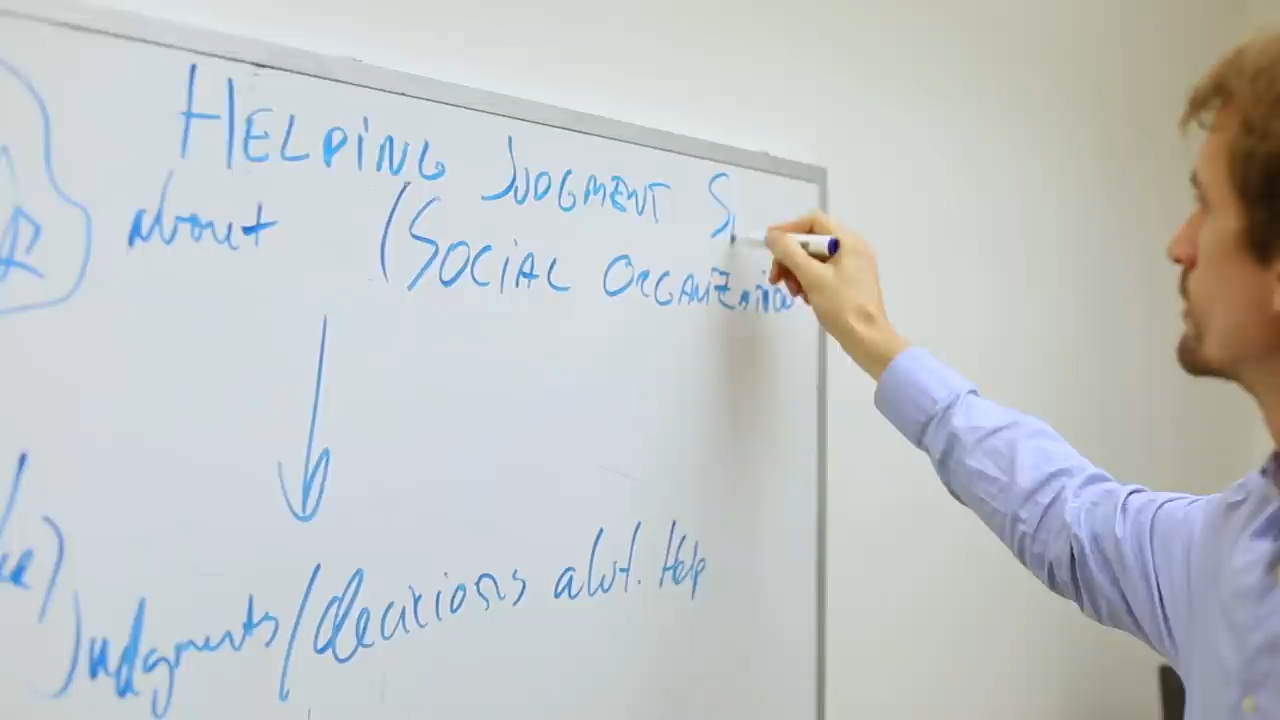 HELPING JUDGMENT S
about (SOCIAL ORGANIZATION
Judgments/decisions abt. Help